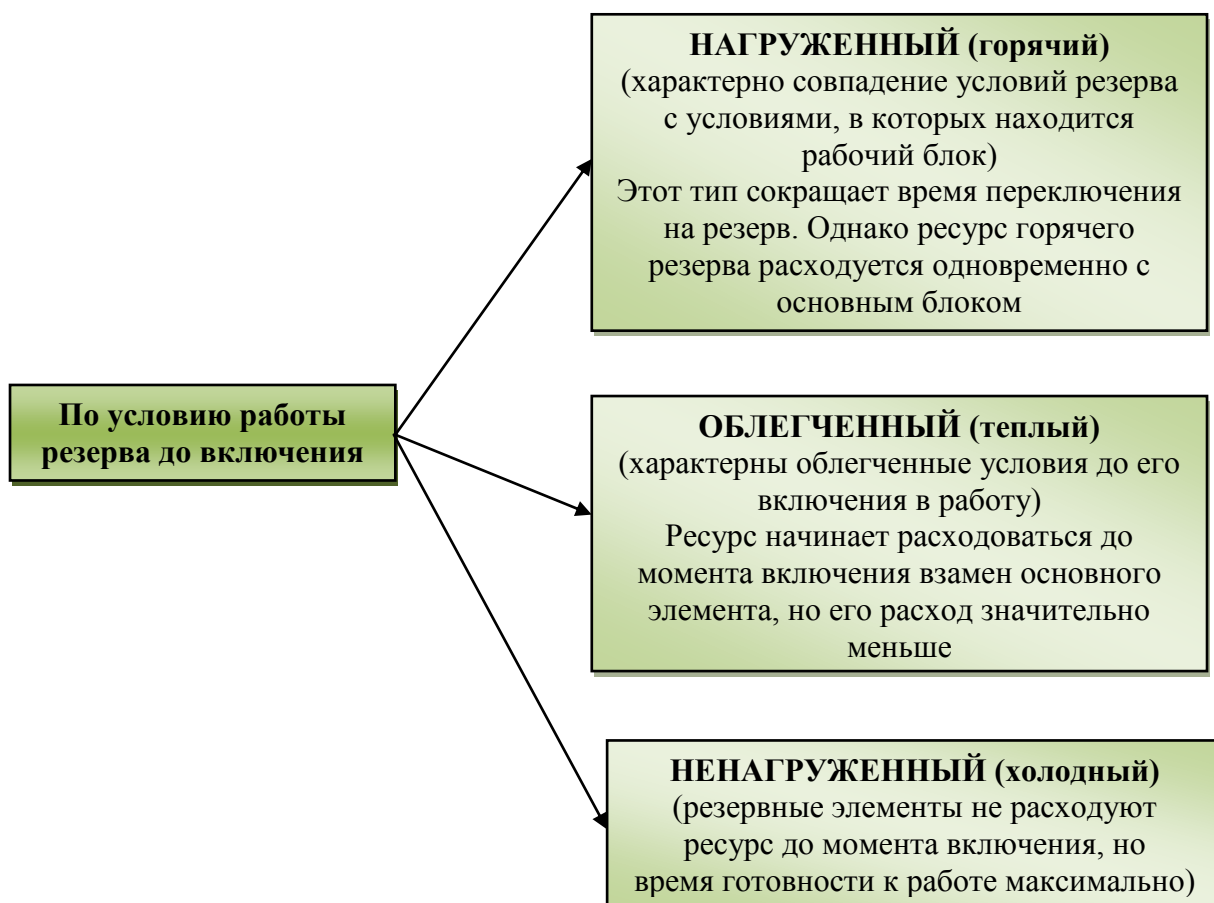 НАГРУЖЕННЫЙ (горячий)
(характерно совпадение условий резерва
с условиями, в которых находится
рабочий блок)
Этот тип сокращает время переключения
на резерв. Однако ресурс горячего
резерва расходуется одновременно с
основным блоком
По условию работы
резерва до включения
ОБЛЕГЧЕННЫЙ (теплый)
(характерны облегченные условия до его
включения в работу)
Ресурс начинает расходоваться до
момента включения взамен основного
элемента, но его расход значительно
меньше
НЕНАГРУЖЕННЫЙ (холодный)
(резервные элементы не расходуют
ресурс до момента включения, но
время готовности к работе максимально)